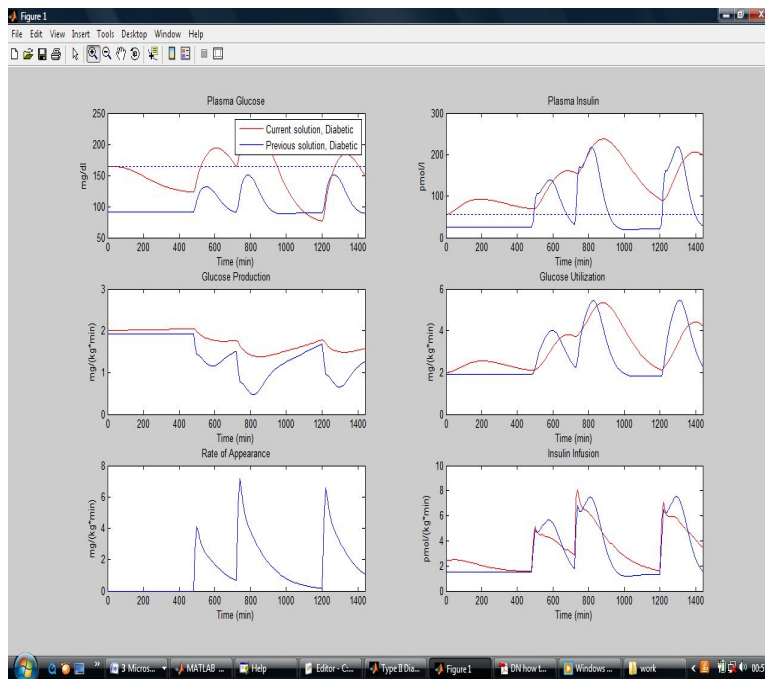 Figure 1
File Edit View Insert Tools Desktop Window Help
Plasma Glucose
Plasma Insulin
250
200
150
100
50
mg/dl
Current solution, Diabetic
Previous solution, Diabetic
0 200 400 600 800 1000 1200 1400
Time (min)
300
200
100
0
pmol/l
0 200 400 600 800 1000 1200 1400
Time (min)
Glucose Production
Glucose Utilization
3
2
1
0
mg/(kg*min)
0 200 400 600 800 1000 1200 1400
Time (min)
6
4
2
0
mg/(kg*min)
0 200 400 600 800 1000 1200 1400
Time (min)
Rate of Appearance
Insulin Infusion
8
6
4
2
0
mg/(kg*min)
0 200 400 600 800 1000 1200 1400
Time (min)
10
8
6
4
2
0
pmol/(kg*min)
0 200 400 600 800 1000 1200 1400
Time (min)
3 Micros... MATLAB ... Help Editor - C... Type II Dia... Figure 1 DN how t... Windows ... work